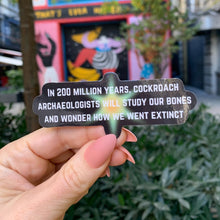 IN 200 MILLION YEARS, COCKROACH
ARCHAEOLOGISTS WILL STUDY OUR BONES
AND WONDER HOW WE WENT EXTINCT